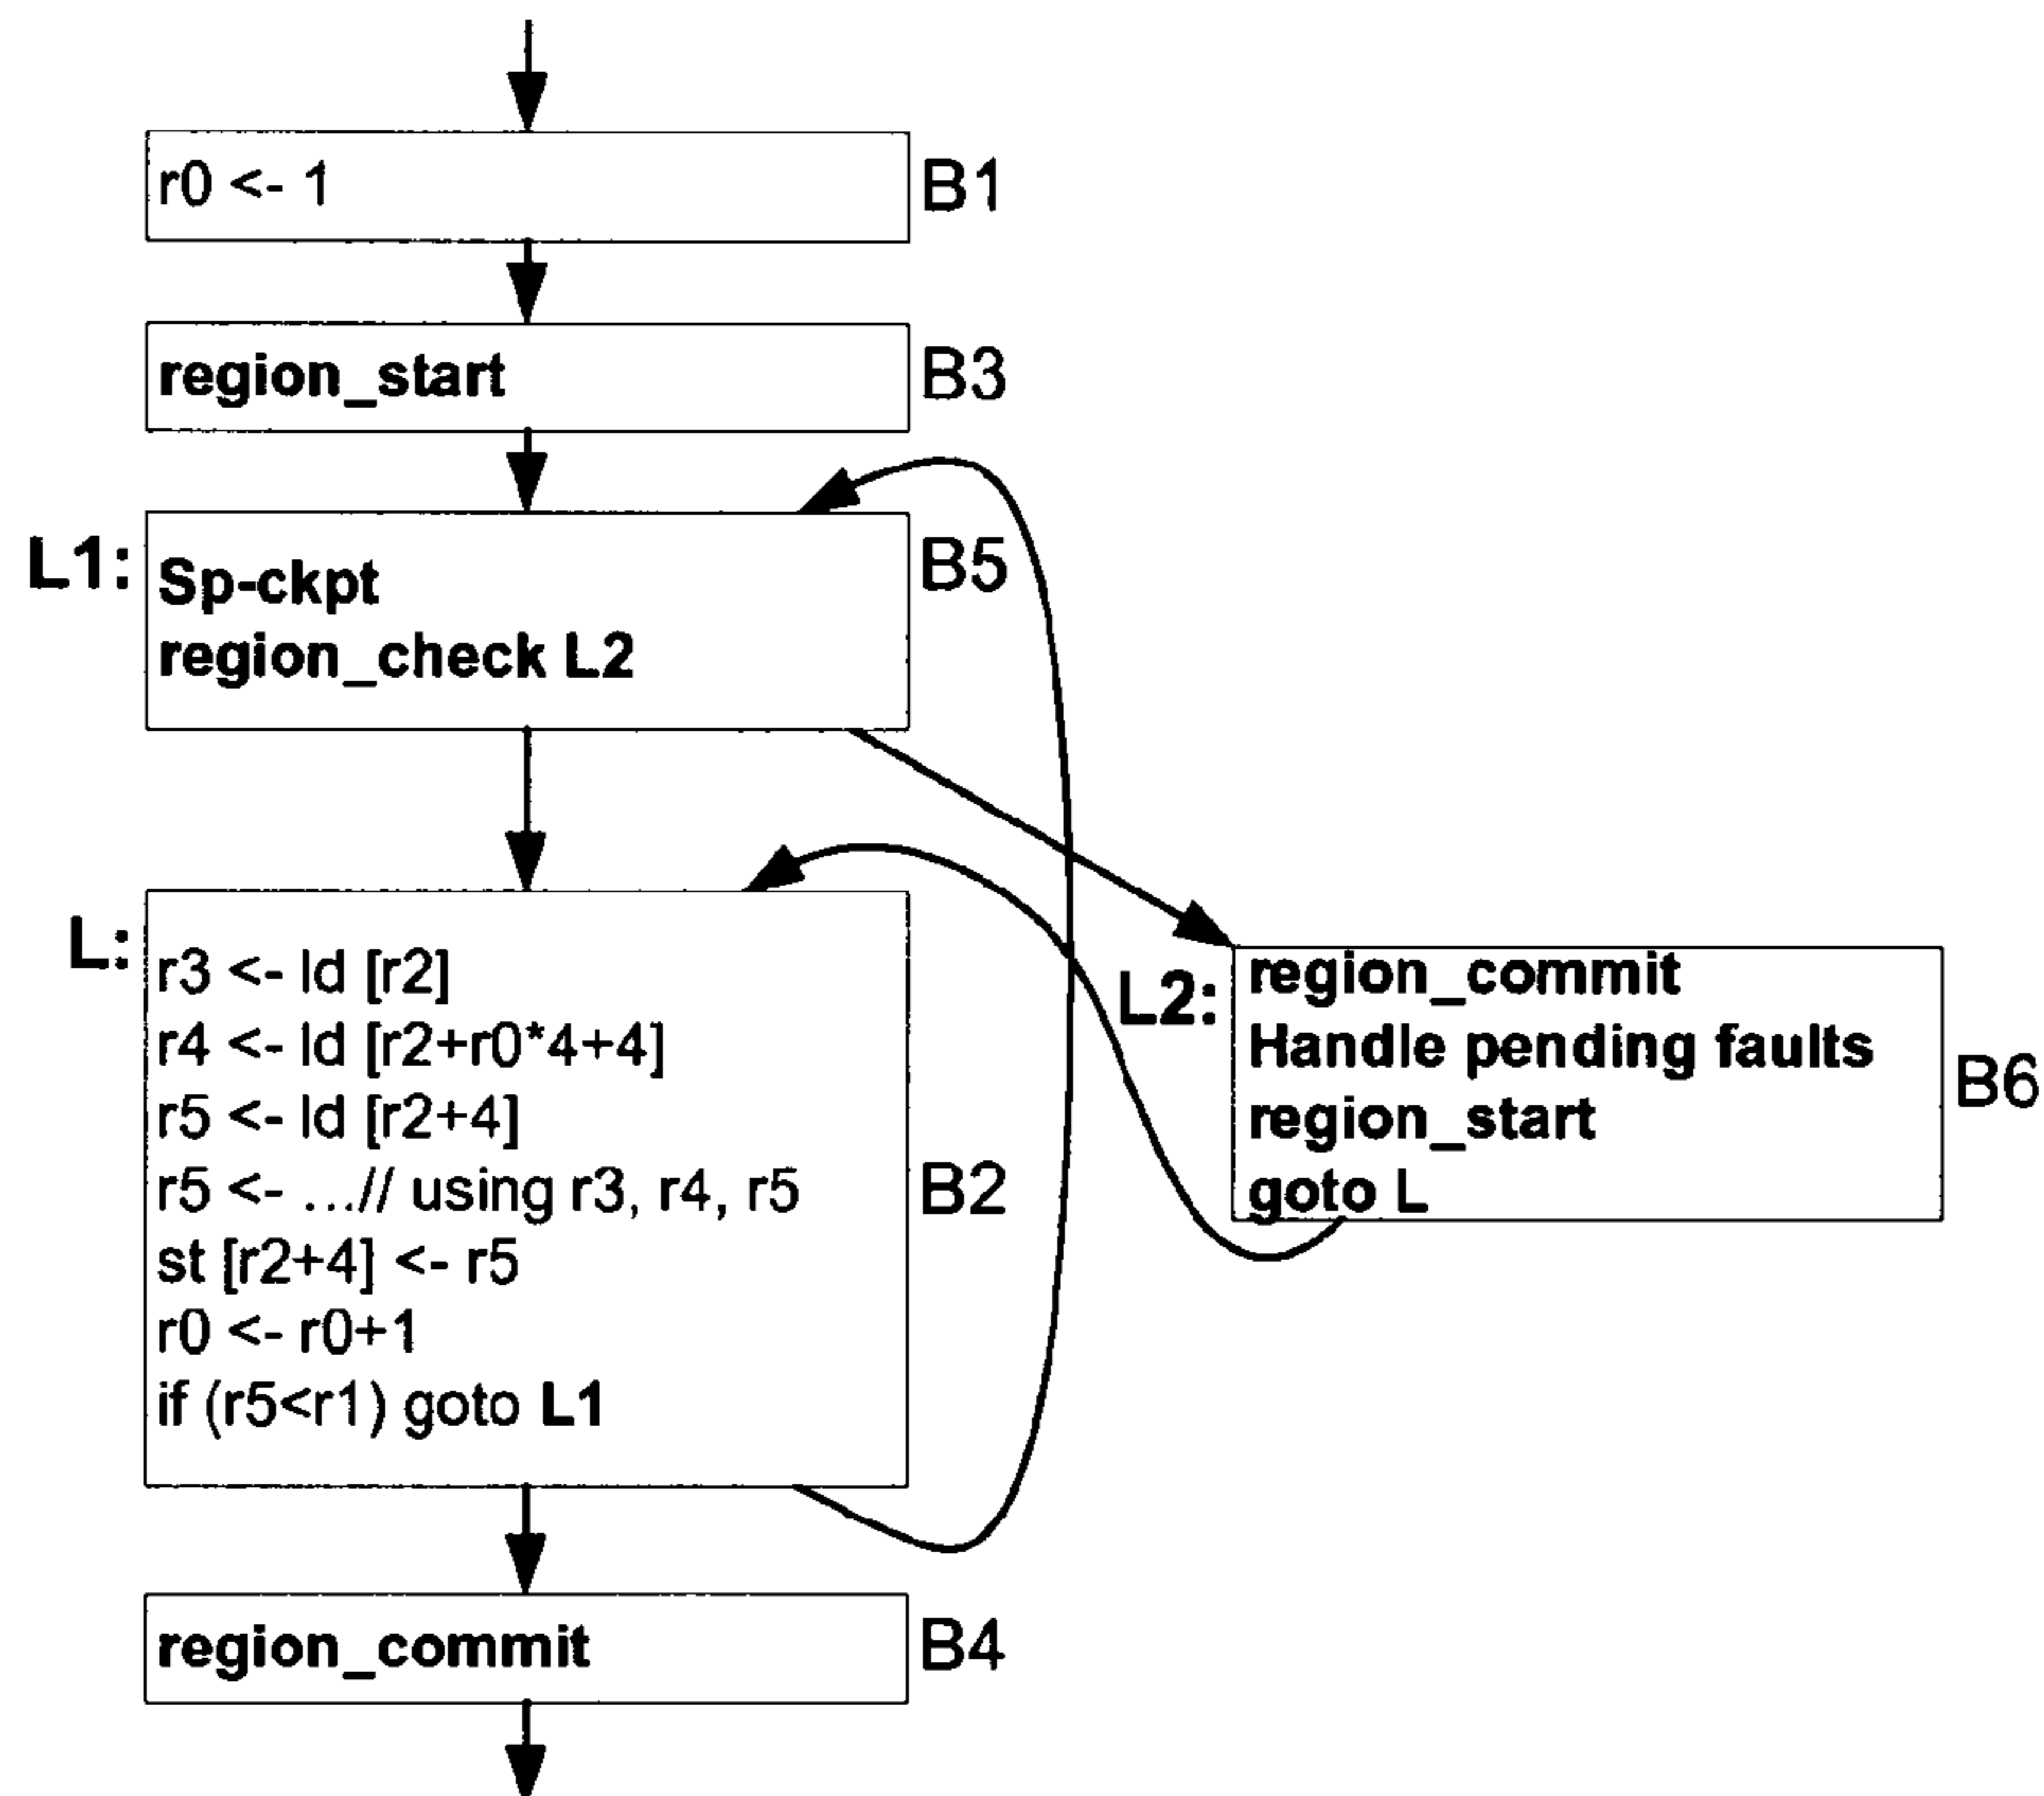 r0 <- 1
B1
region_start
B3
L1:
Sp-ckpt
region_check L2
B5
L:
r3 <- ld [r2]
r4 <- ld [r2+r0*4+4]
r5 <- ld [r2+4]
r5 <- ...// using r3, r4, r5
st [r2+4] <- r5
r0 <- r0+1
if (r5<r1) goto L1
B2
L2:
region_commit
Handle pending faults
region_start
goto L
B6
region_commit
B4